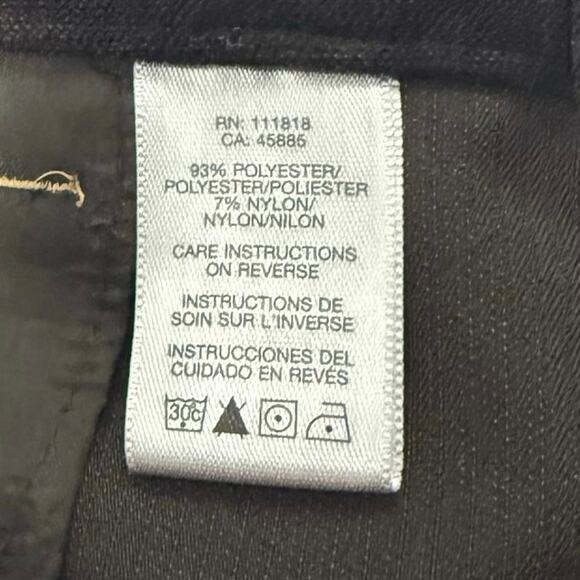 RN: 111818
CA: 45885
93% POLYESTER/
POLYESTER/POLIESTER
7% NYLON/
NYLON/NILON
CARE INSTRUCTIONS
ON REVERSE
INSTRUCTIONS DE
SOIN SUR L'INVERSE
INSTRUCCIONES DEL
CUIDADO EN REVÉS
30c